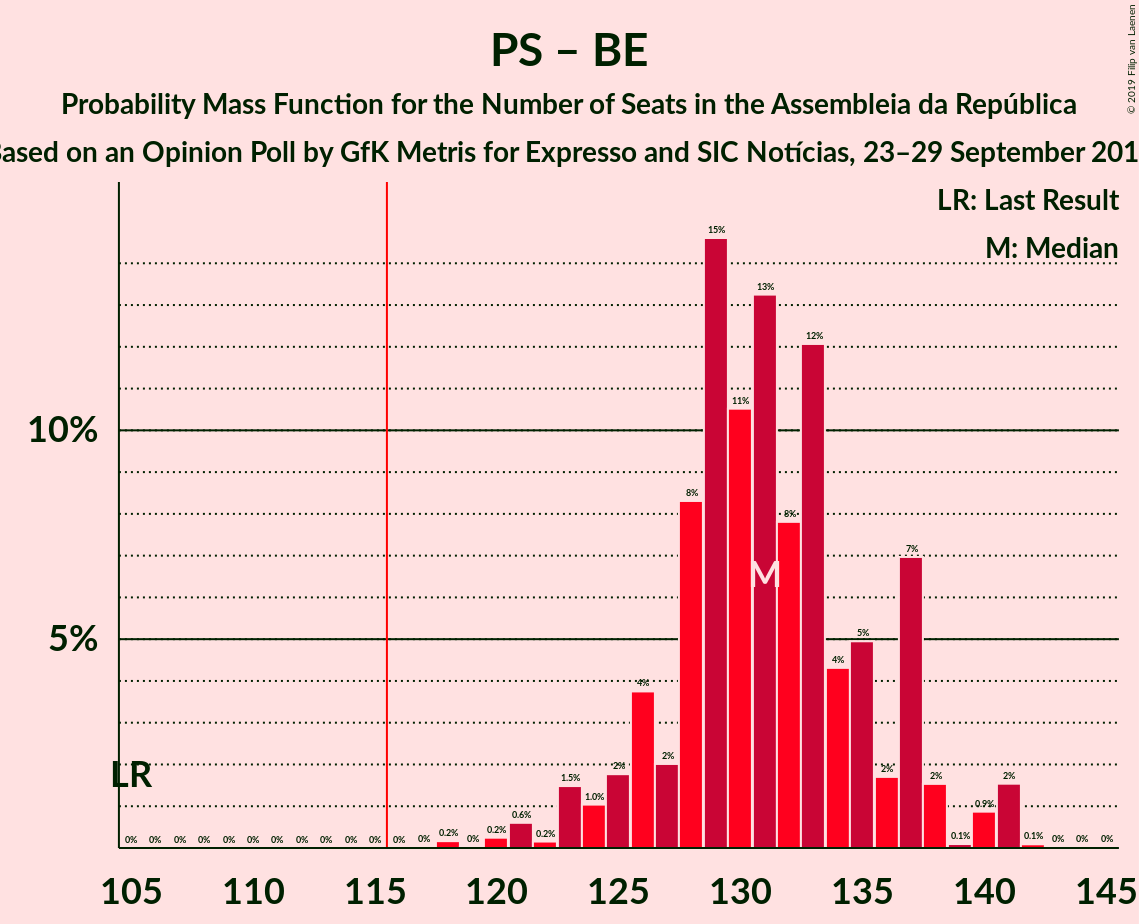 PS – BE
Probability Mass Function for the Number of Seats in the Assembleia da República
Based on an Opinion Poll by GfK Metris for Expresso and SIC Notícias, 23–29 September 201
© 2019 Filip van Laenen
LR: Last Result
M: Median
15%
13%
12%
11%
10%
8%
8%
7%
M
5%
5%
4%
4%
2%
2%
2%
2%
2%
1.5%
LR
1.0%
0.9%
0.6%
0% 0% 0% 0% 0% 0% 0% 0% 0% 0% 0% 0% 0% 0.2% 0% 0.2% 0.2% 0.1% 0.1% 0% 0% 0%
105 110 115 120 125 130 135 140 145